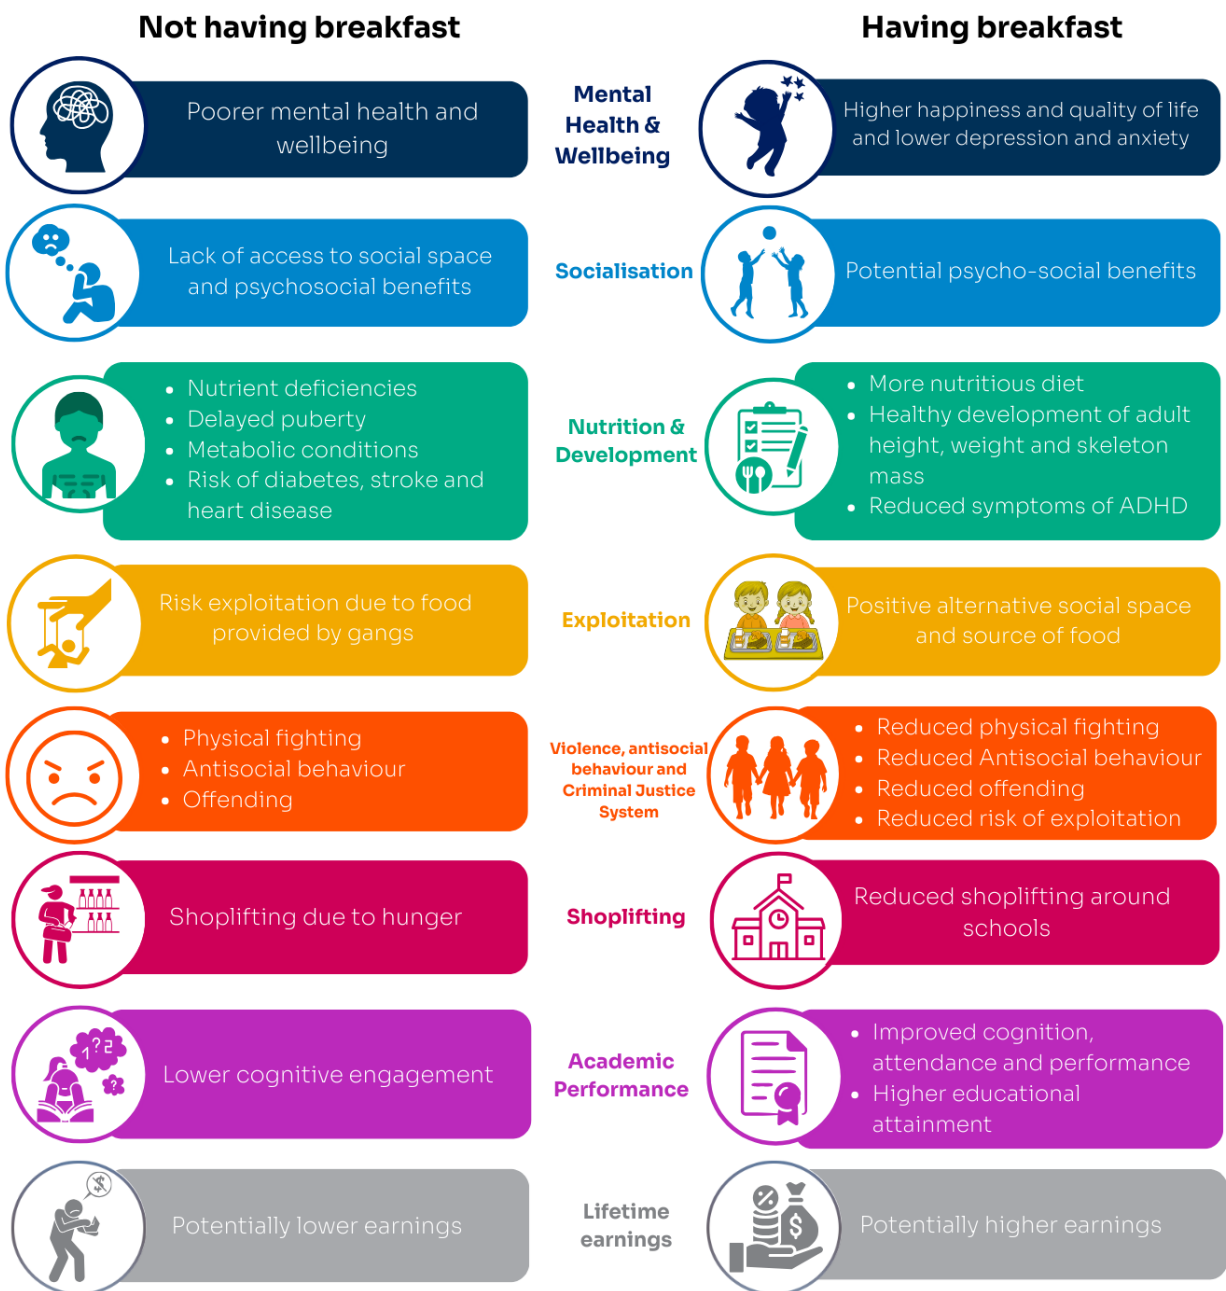 Not having breakfast
Having breakfast
Poorer mental health and
wellbeing
Mental
Health &
Wellbeing
Higher happiness and quality of life
and lower depression and anxiety
Lack of access to social space
and psychosocial benefits
Socialisation
Potential psycho-social benefits
• Nutrient deficiencies
• Delayed puberty
• Metabolic conditions
• Risk of diabetes, stroke and
heart disease
Nutrition &
Development
• More nutritious diet
• Healthy development of adult
height, weight and skeleton
mass
• Reduced symptoms of ADHD
Risk exploitation due to food
provided by gangs
Exploitation
Positive alternative social space
and source of food
• Physical fighting
• Antisocial behaviour
• Offending
Violence, antisocial
behaviour and
Criminal Justice
System
• Reduced physical fighting
• Reduced Antisocial behaviour
• Reduced offending
• Reduced risk of exploitation
Shoplifting due to hunger
Shoplifting
Reduced shoplifting around
schools
1?2
?
Lower cognitive engagement
Academic
Performance
• Improved cognition,
attendance and performance
• Higher educational
attainment
$
Potentially lower earnings
Lifetime
earnings
%
$
Potentially higher earnings